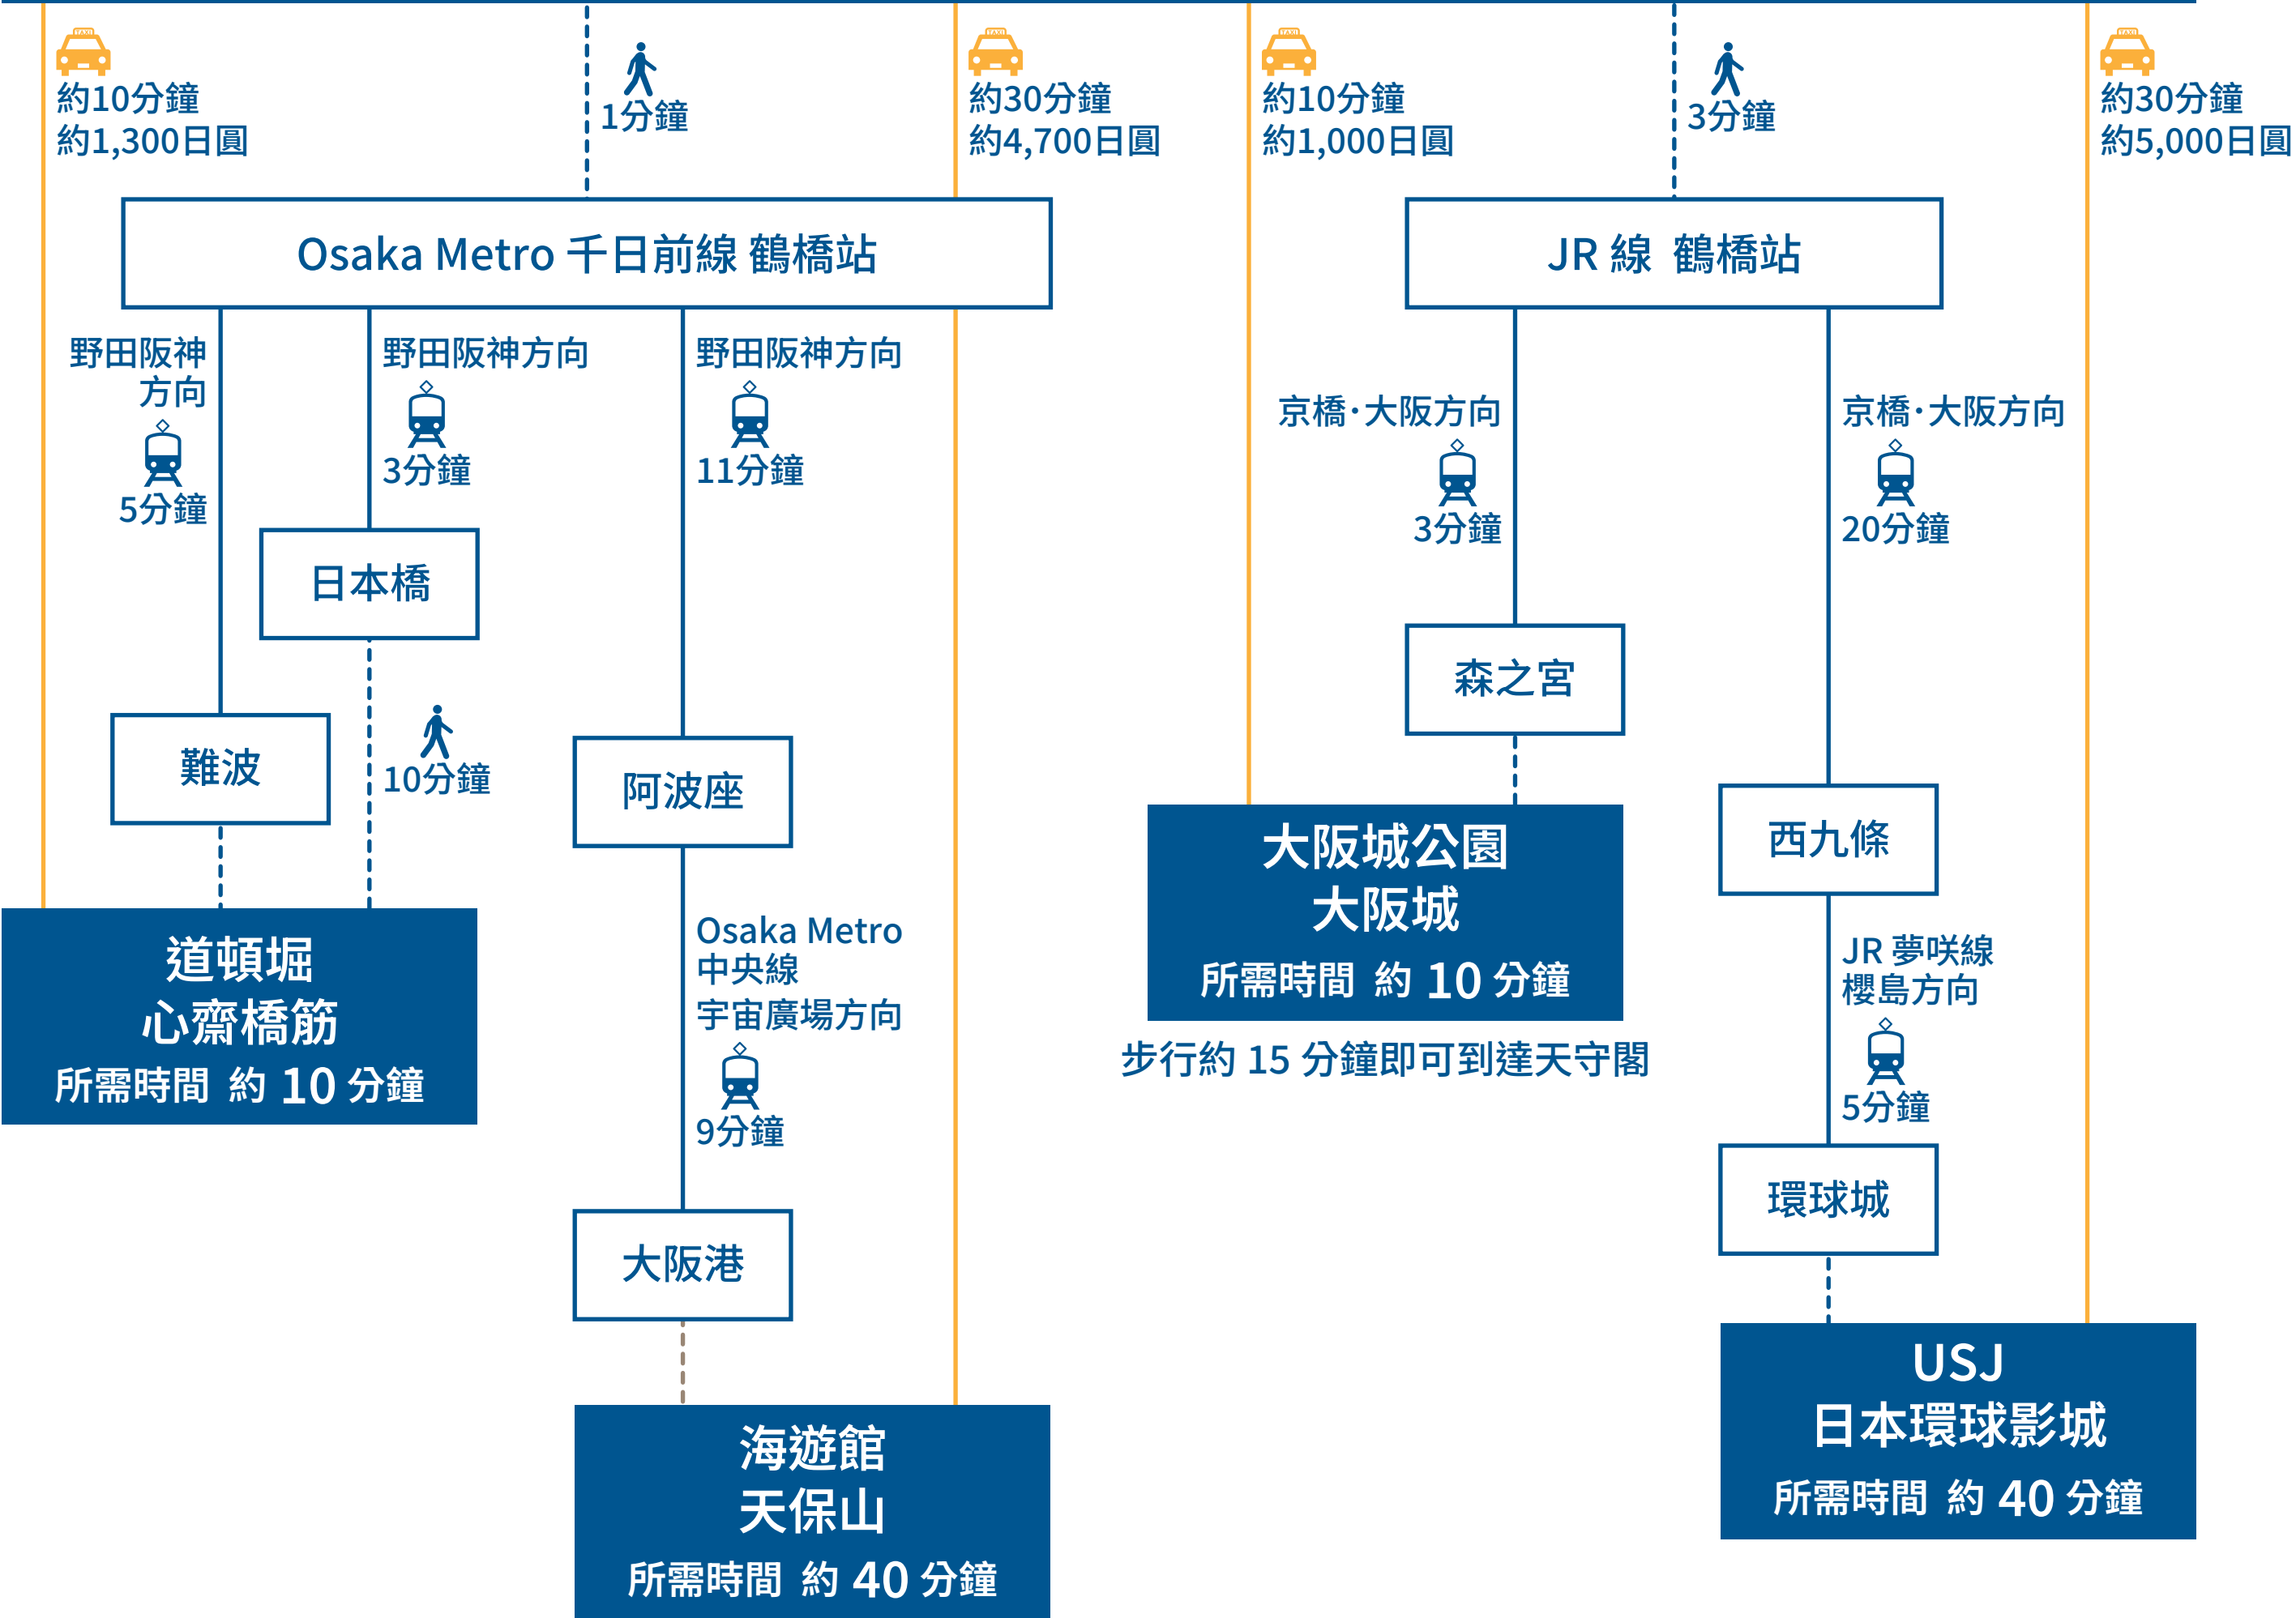 約10分鐘
約1,300日圓
1分鐘
約30分鐘
約4,700日圓
約10分鐘
約1,000日圓
3分鐘
約30分鐘
約5,000日圓
Osaka Metro 千日前線 鶴橋站
JR 線 鶴橋站
野田阪神
方向
5分鐘
野田阪神方向
3分鐘
野田阪神方向
11分鐘
京橋·大阪方向
3分鐘
京橋·大阪方向
20分鐘
日本橋
森之宮
難波
10分鐘
阿波座
西九條
大阪城公園
大阪城
所需時間 約 10 分鐘
步行約 15 分鐘即可到達天守閣
道頓堀
心齋橋筋
所需時間 約 10 分鐘
Osaka Metro
中央線
宇宙廣場方向
9分鐘
JR 夢咲線
櫻島方向
5分鐘
環球城
大阪港
USJ
日本環球影城
所需時間 約 40 分鐘
海遊館
天保山
所需時間 約 40 分鐘